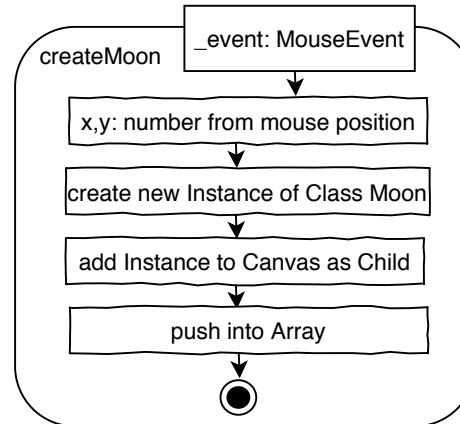 _event: MouseEvent
createMoon
x,y: number from mouse position
create new Instance of Class Moon
add Instance to Canvas as Child
push into Array